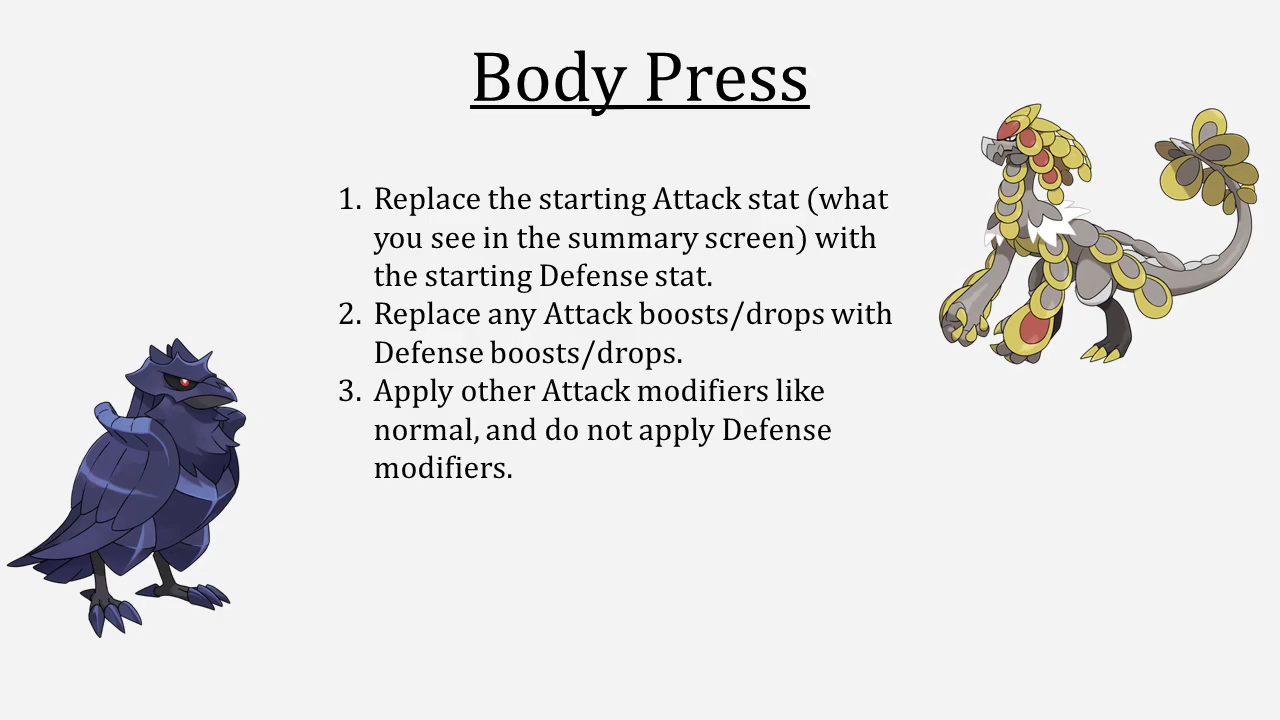 Body Press
1. Replace the starting Attack stat (what
you see in the summary screen) with
the starting Defense stat.
2. Replace any Attack boosts/drops with
Defense boosts/drops.
3. Apply other Attack modifiers like
normal, and do not apply Defense
modifiers.